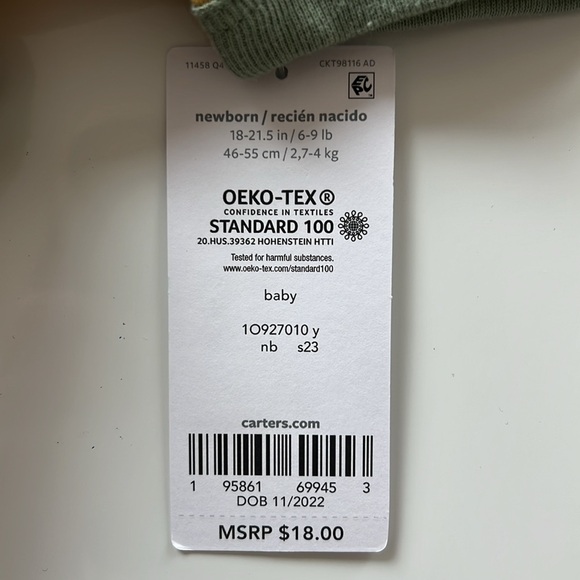 11458 Q4 CKT98116 AD
newborn / recién nacido
18-21.5 in / 6-9 lb
46-55 cm / 2,7-4 kg
OEKO-TEX®
CONFIDENCE IN TEXTILES
STANDARD 100
20.HUS.39362 HOHENSTEIN HTTI
Tested for harmful substances.
www.oeko-tex.com/standard100
baby
1O927010 y
nb s23
carters.com
1 95861 69945 3
DOB 11/2022
MSRP $18.00